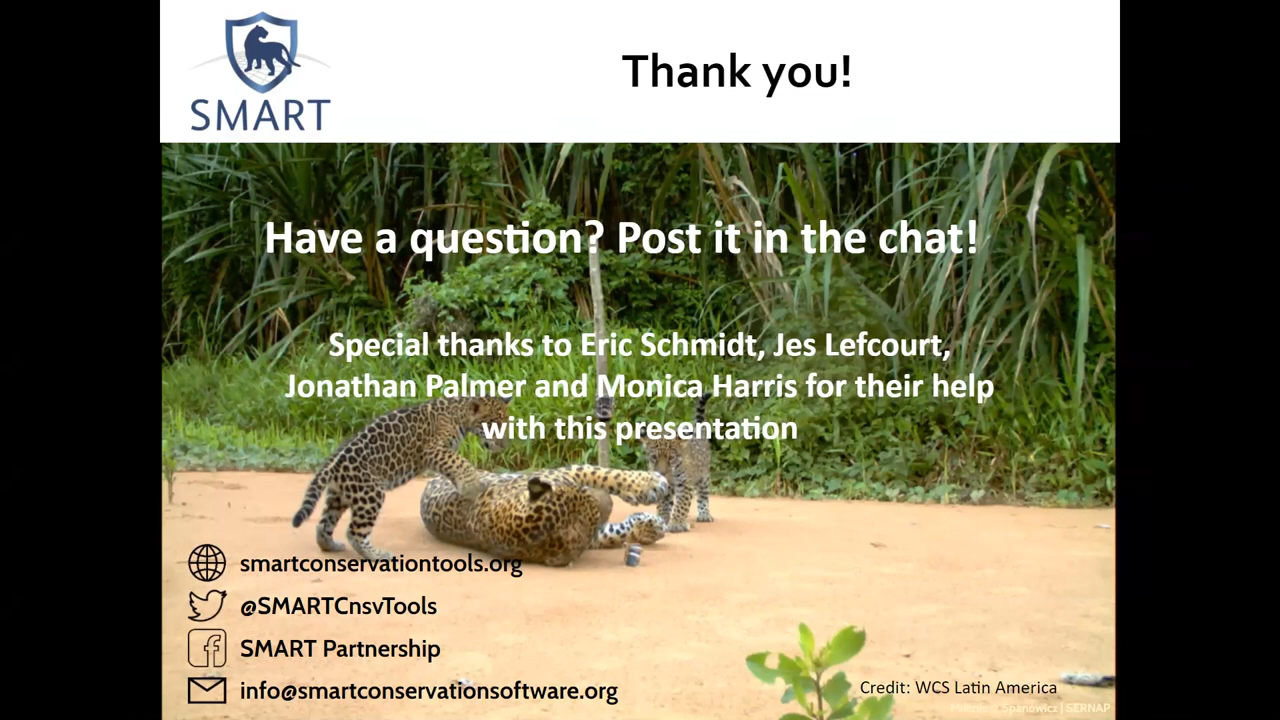 SMART
Thank you!
Have a question? Post it in the chat!
Special thanks to Eric Schmidt, Jes Lefcourt,
Jonathan Palmer and Monica Harris for their help
with this presentation
smartconservationtools.org
@SMARTCnsvTools
SMART Partnership
info@smartconservationsoftware.org
Credit: WCS Latin America
Spanowicz | SERNAP